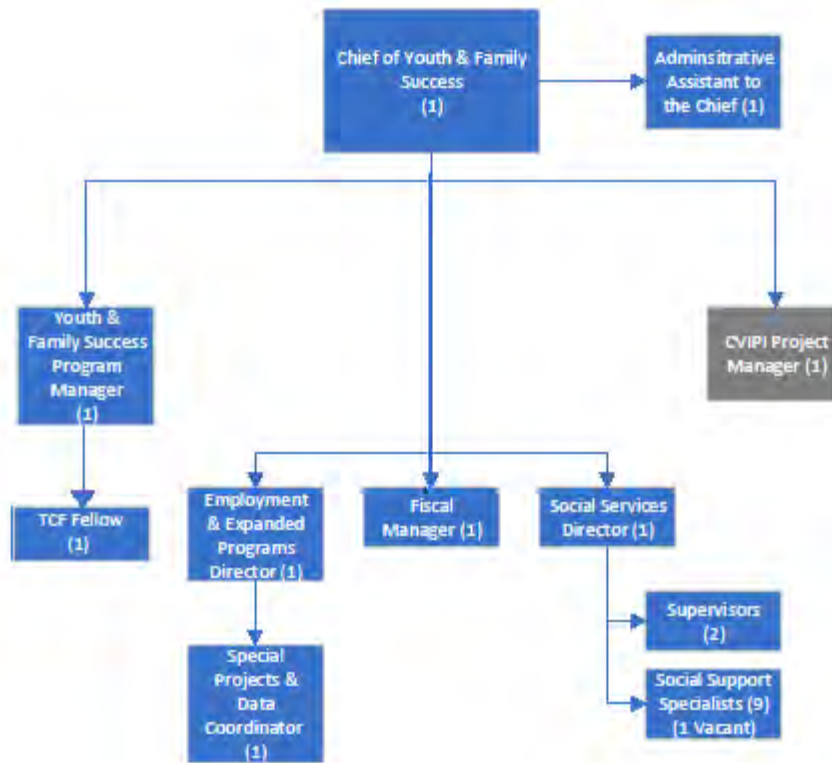 Chief of Youth & Family
Success
(1)
Adminsitrative
Assistant to
the Chief (1)
Youth &
Family Success
Program
Manager
(1)
CVIPI Project
Manager (1)
TCF Fellow
(1)
Employment
& Expanded
Programs
Director (1)
Fiscal
Manager (1)
Social Services
Director (1)
Supervisors
(2)
Special
Projects &
Data
Coordinator
(1)
Social Support
Specialists (9)
(1 Vacant)